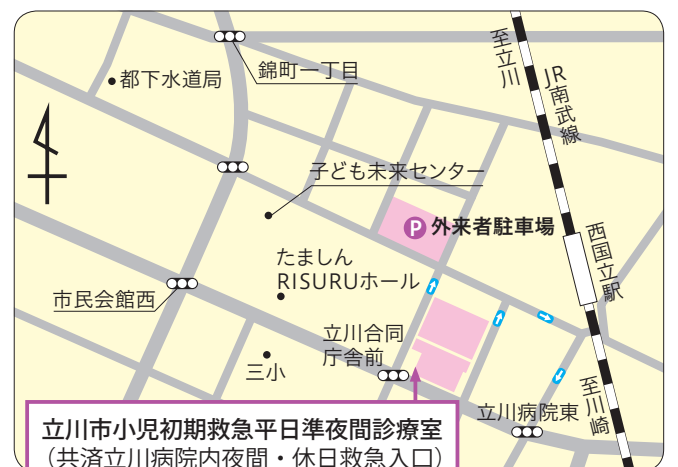 錦町一丁目
都下水道局
至立川
JR南武線
子ども未来センター
P 外来者駐車場
西国立駅
たましん
RISURUホール
市民会館西
立川合同
庁舎前
三小
至川崎
立川病院東
立川市小児初期救急平日準夜間診療室
（共済立川病院内夜間・休日救急入口）